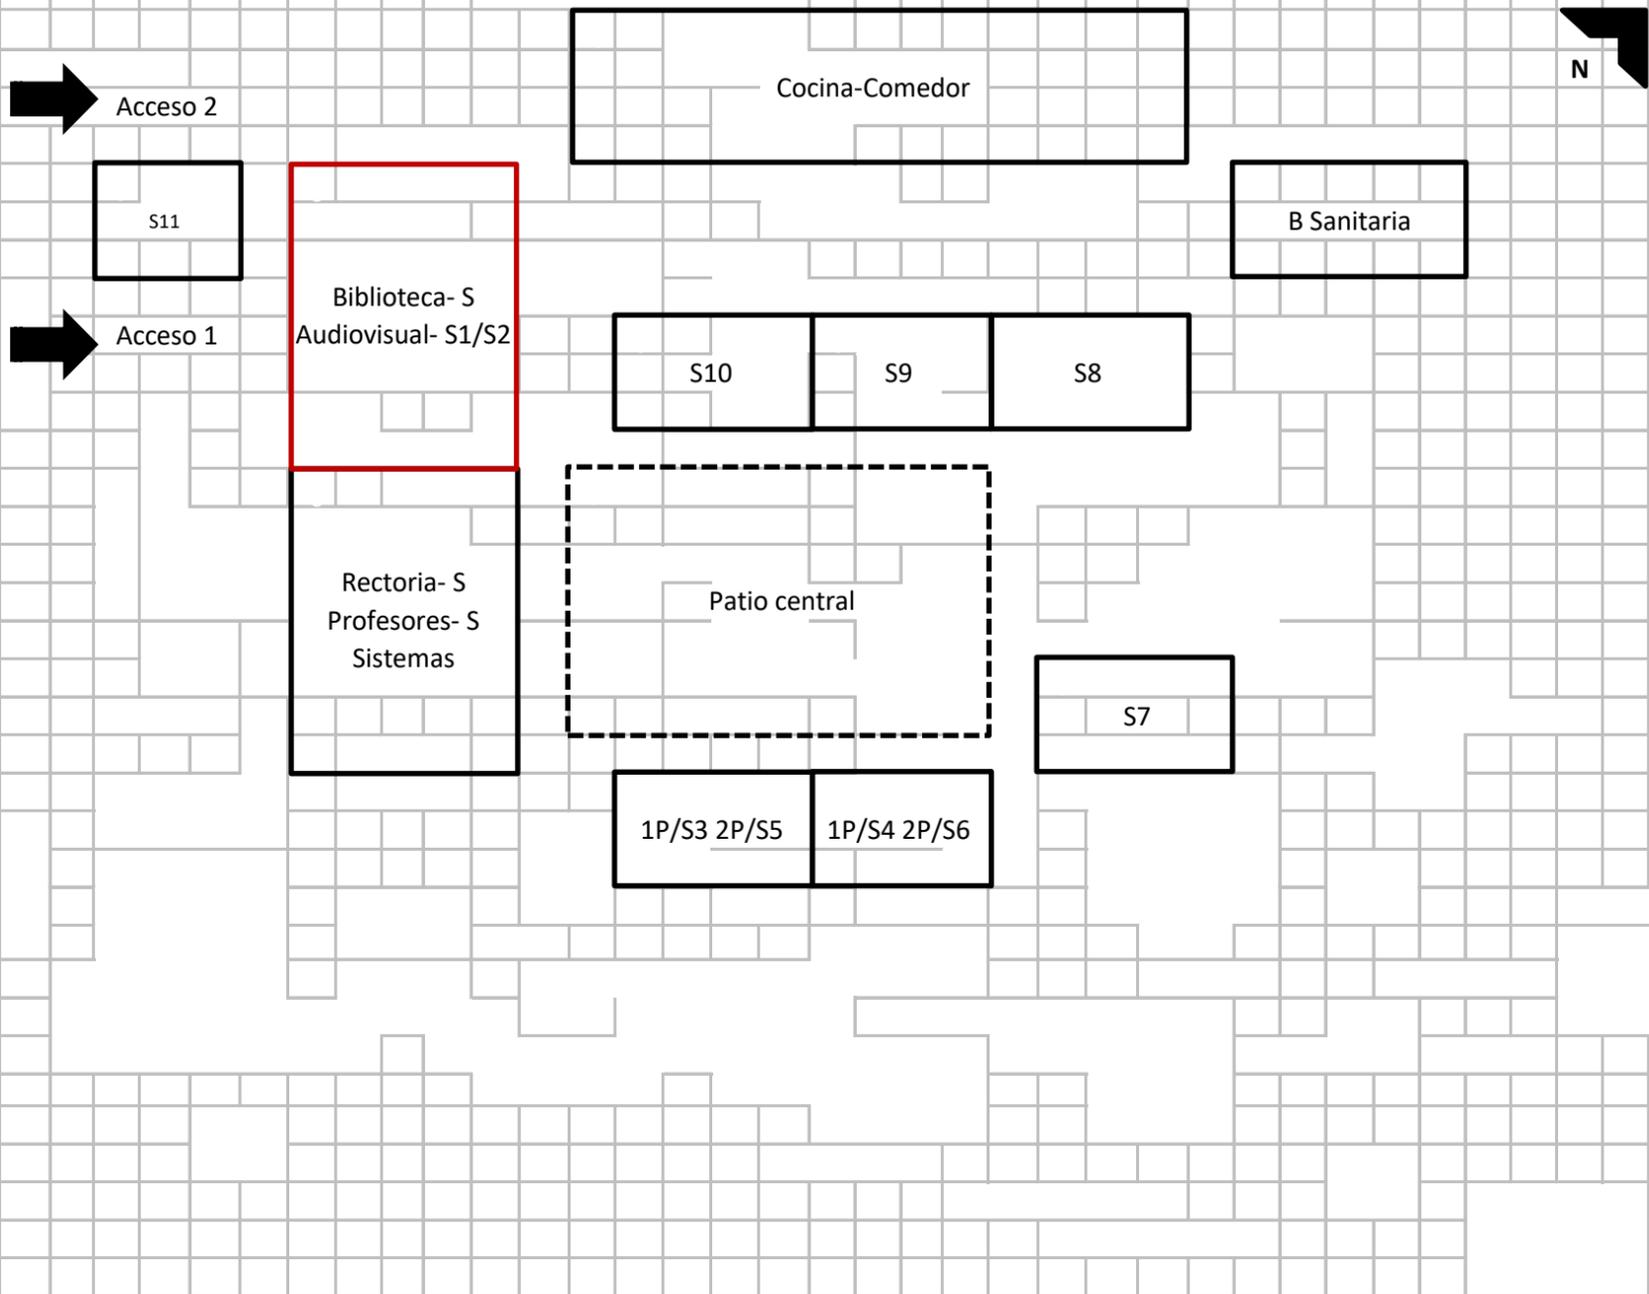 Cocina-Comedor
N
Acceso 2
S11
B Sanitaria
Biblioteca- S
Audiovisual- S1/S2
Acceso 1
S10
S9
S8
Rectoria- S
Profesores- S
Sistemas
Patio central
S7
1P/S3 2P/S5
1P/S4 2P/S6